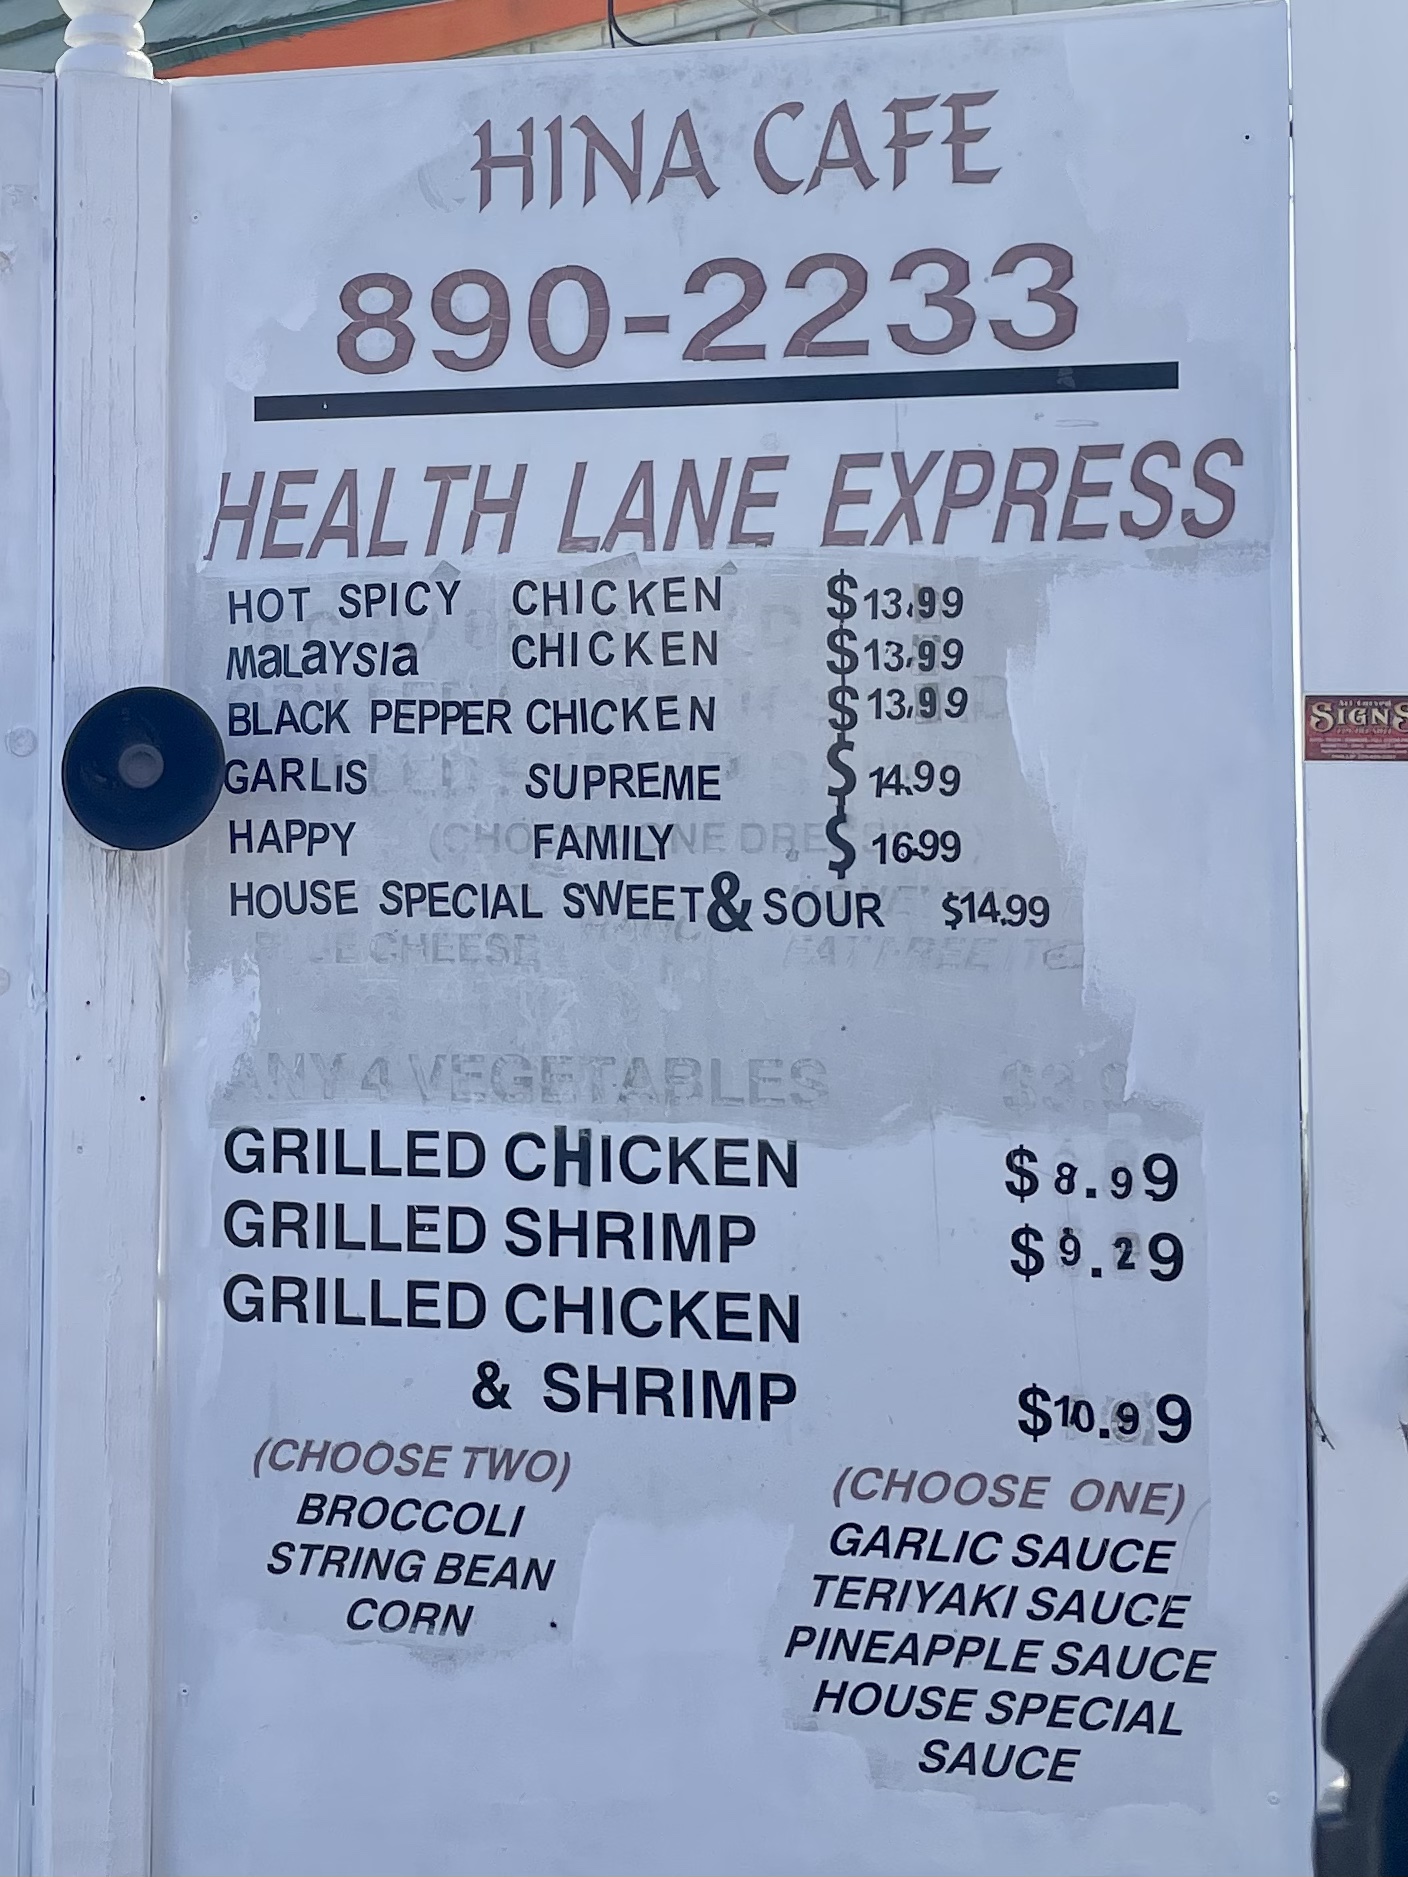 HINA CAFE
890-2233
HEALTH LANE EXPRESS
HOT SPICY CHICKEN $13.99
MaLaYSIa CHICKEN $13.99
BLACK PEPPER CHICKEN $13.99
GARLIS SUPREME $14.99
HAPPY FAMILY $16.99
HOUSE SPECIAL SWEET & SOUR $14.99
CHEESE
ANY 4 VEGETABLES
GRILLED CHICKEN $8.99
GRILLED SHRIMP $9.29
GRILLED CHICKEN
& SHRIMP $10.99
(CHOOSE TWO)
BROCCOLI
STRING BEAN
CORN
(CHOOSE ONE)
GARLIC SAUCE
TERIYAKI SAUCE
PINEAPPLE SAUCE
HOUSE SPECIAL
SAUCE
SIGNS